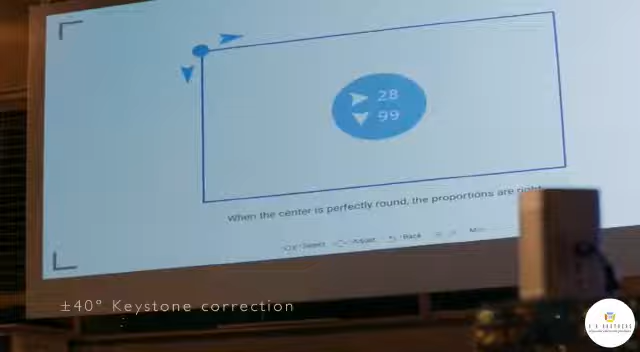 28
99
When the center is perfectly round, the proportions are right
Select Adjust Back
±40° Keystone correction